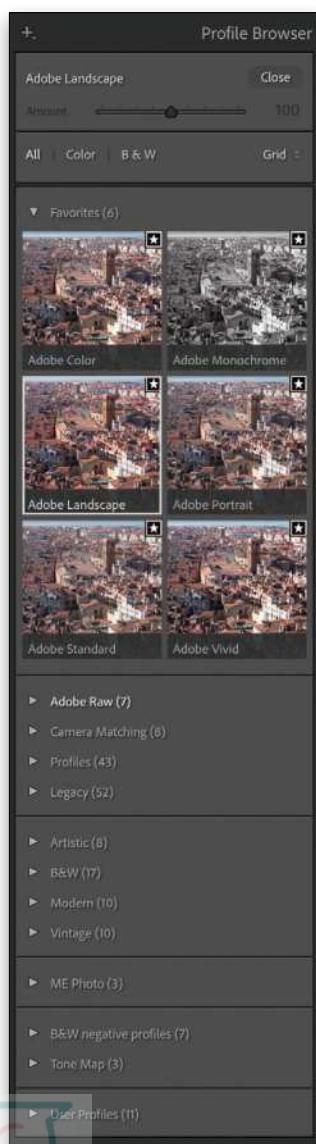 Profile Browser
Adobe Landscape Close
Amount 100
All Color B & W Grid
Favorites (6)
Adobe Color Adobe Monochrome
Adobe Landscape Adobe Portrait
Adobe Standard Adobe Vivid
Adobe Raw (7)
Camera Matching (8)
Profiles (43)
Legacy (52)
Artistic (8)
B&W (17)
Modern (10)
Vintage (10)
ME Photo (3)
B&W negative profiles (7)
Tone Map (3)
User Profiles (11)